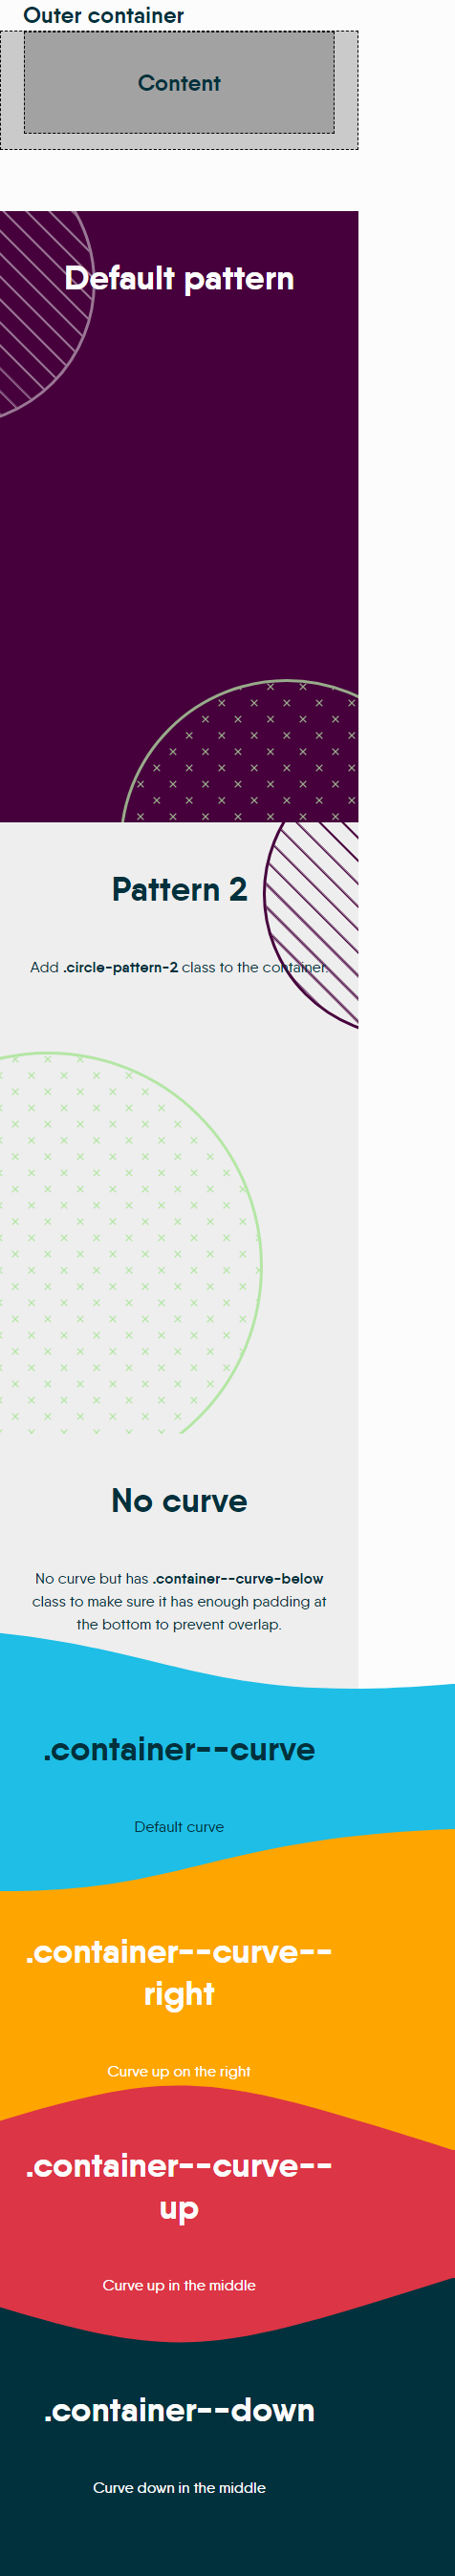 Outer container
Content
Default pattern
Pattern 2
Add .circle-pattern-2 class to the container.
No curve
No curve but has .container--curve-below
class to make sure it has enough padding at
the bottom to prevent overlap.
.container--curve
Default curve
.container--curve--
right
Curve up on the right
.container--curve--
up
Curve up in the middle
.container--down
Curve down in the middle